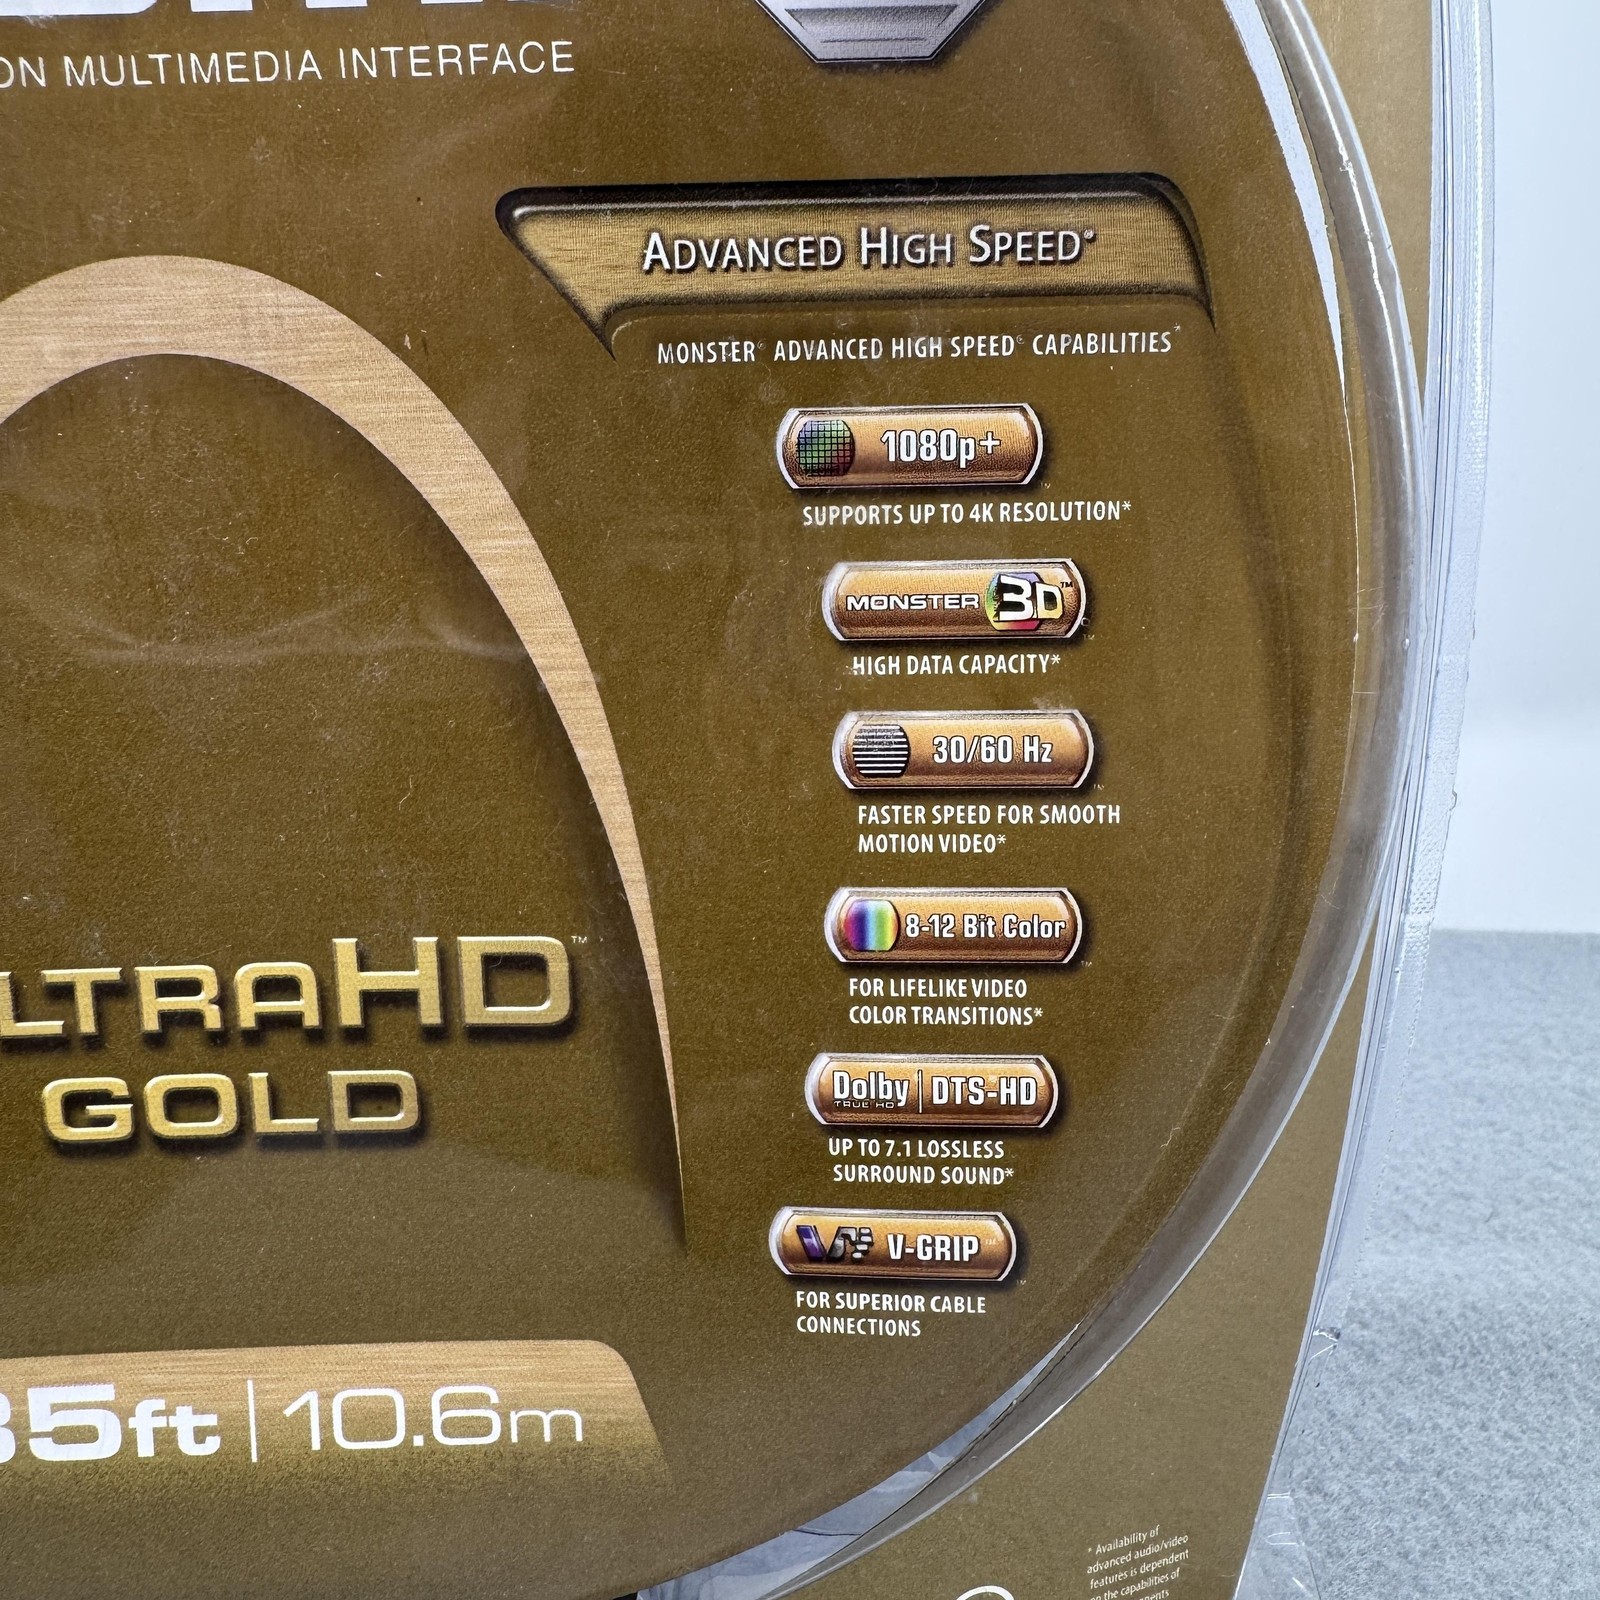 ON MULTIMEDIA INTERFACE
ADVANCED HIGH SPEED®
MONSTER® ADVANCED HIGH SPEED® CAPABILITIES*
1080p+
SUPPORTS UP TO 4K RESOLUTION*
MONSTER 3D™
HIGH DATA CAPACITY*
30/60 Hz
FASTER SPEED FOR SMOOTH
MOTION VIDEO*
8-12 Bit Color
FOR LIFELIKE VIDEO
COLOR TRANSITIONS*
Dolby | DTS-HD
TRUE HD
UP TO 7.1 LOSSLESS
SURROUND SOUND*
V-GRIP™
FOR SUPERIOR CABLE
CONNECTIONS
LTRAHD™
GOLD
35ft | 10.6m
* Availability of
advanced audio/video
features is dependent
on the capabilities of